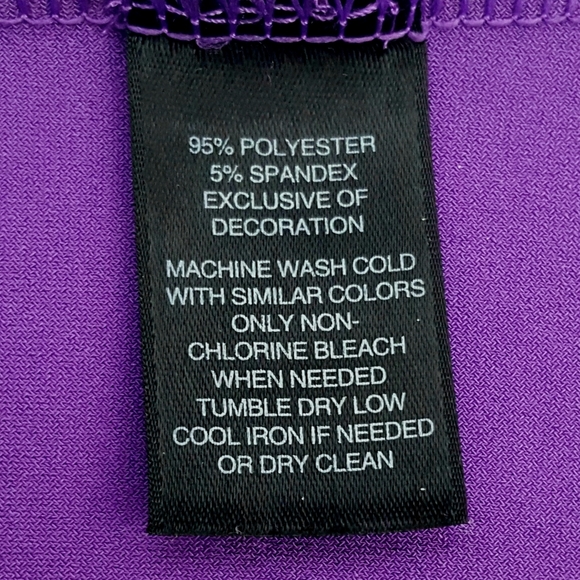 95% POLYESTER
5% SPANDEX
EXCLUSIVE OF
DECORATION
MACHINE WASH COLD
WITH SIMILAR COLORS
ONLY NON-
CHLORINE BLEACH
WHEN NEEDED
TUMBLE DRY LOW
COOL IRON IF NEEDED
OR DRY CLEAN